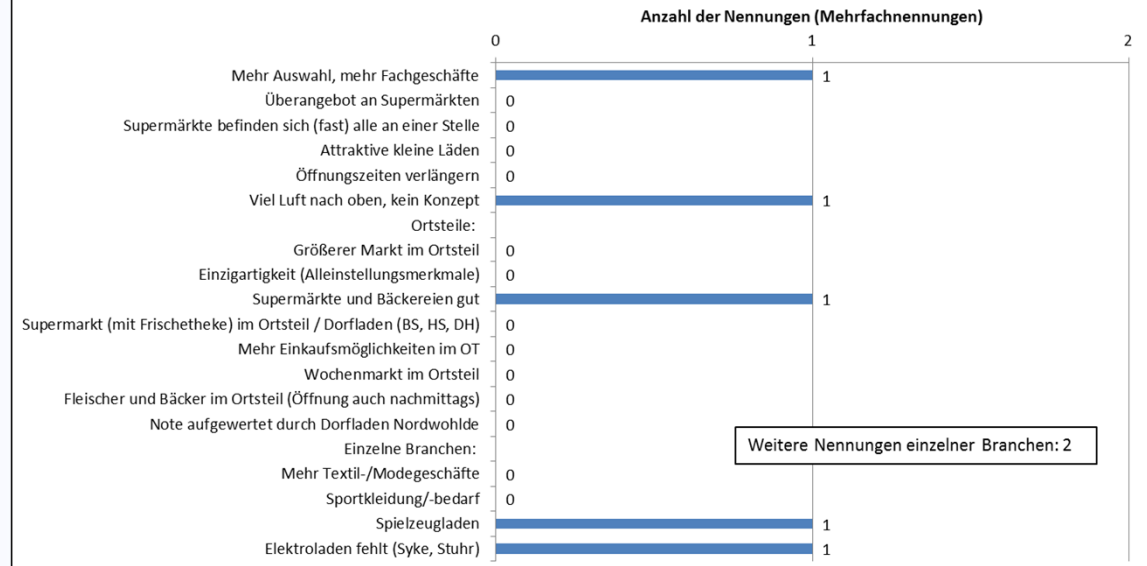 Anzahl der Nennungen (Mehrfachnennungen)
0 1 2
Mehr Auswahl, mehr Fachgeschäfte 1
Überangebot an Supermärkten 0
Supermärkte befinden sich (fast) alle an einer Stelle 0
Attraktive kleine Läden 0
Öffnungszeiten verlängern 0
Viel Luft nach oben, kein Konzept 1
Ortsteile:
Größerer Markt im Ortsteil 0
Einzigartigkeit (Alleinstellungsmerkmale) 0
Supermärkte und Bäckereien gut 1
Supermarkt (mit Frischetheke) im Ortsteil / Dorfladen (BS, HS, DH) 0
Mehr Einkaufsmöglichkeiten im OT 0
Wochenmarkt im Ortsteil 0
Fleischer und Bäcker im Ortsteil (Öffnung auch nachmittags) 0
Note aufgewertet durch Dorfladen Nordwohlde 0
Einzelne Branchen:
Weitere Nennungen einzelner Branchen: 2
Mehr Textil-/Modegeschäfte 0
Sportkleidung/-bedarf 0
Spielzeugladen 1
Elektroladen fehlt (Syke, Stuhr) 1